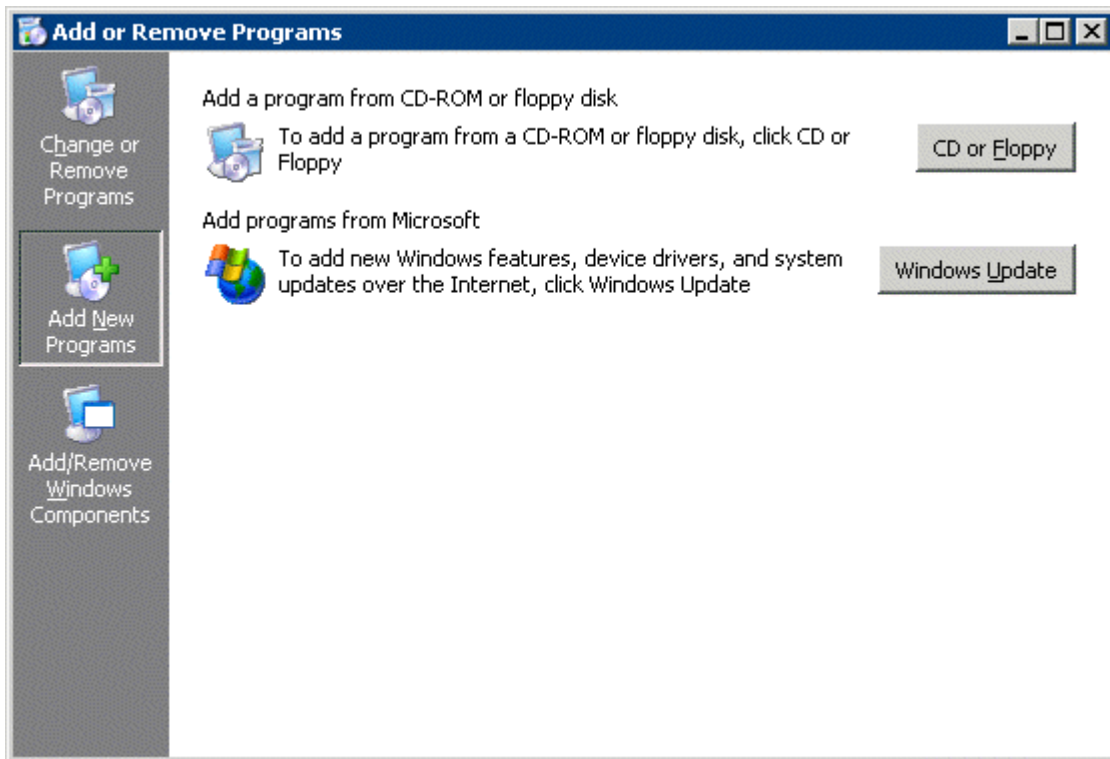 Add or Remove Programs
Change or
Remove
Programs
Add New
Programs
Add/Remove
Windows
Components
Add a program from CD-ROM or floppy disk
To add a program from a CD-ROM or floppy disk, click CD or
Floppy
CD or Floppy
Add programs from Microsoft
To add new Windows features, device drivers, and system
updates over the Internet, click Windows Update
Windows Update